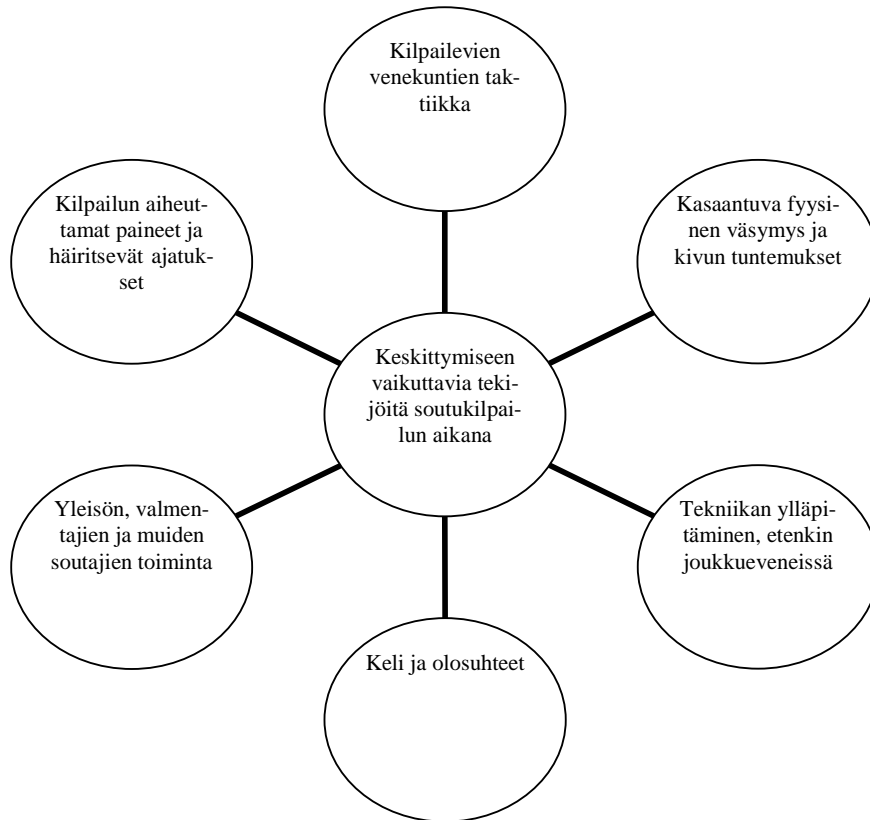 Kilpailevien
venekuntien tak-
tiikka
Kilpailun aiheut-
tamat paineet ja
häiritsevät ajatuk-
set
Kasaantuva fyysi-
nen väsymys ja
kivun tuntemukset
Keskittymiseen
vaikuttavia teki-
jöitä soutukilpai-
lun aikana
Yleisön, valmen-
tajien ja muiden
soutajien toiminta
Tekniikan ylläpi-
täminen, etenkin
joukkueveneissä
Keli ja olosuhteet